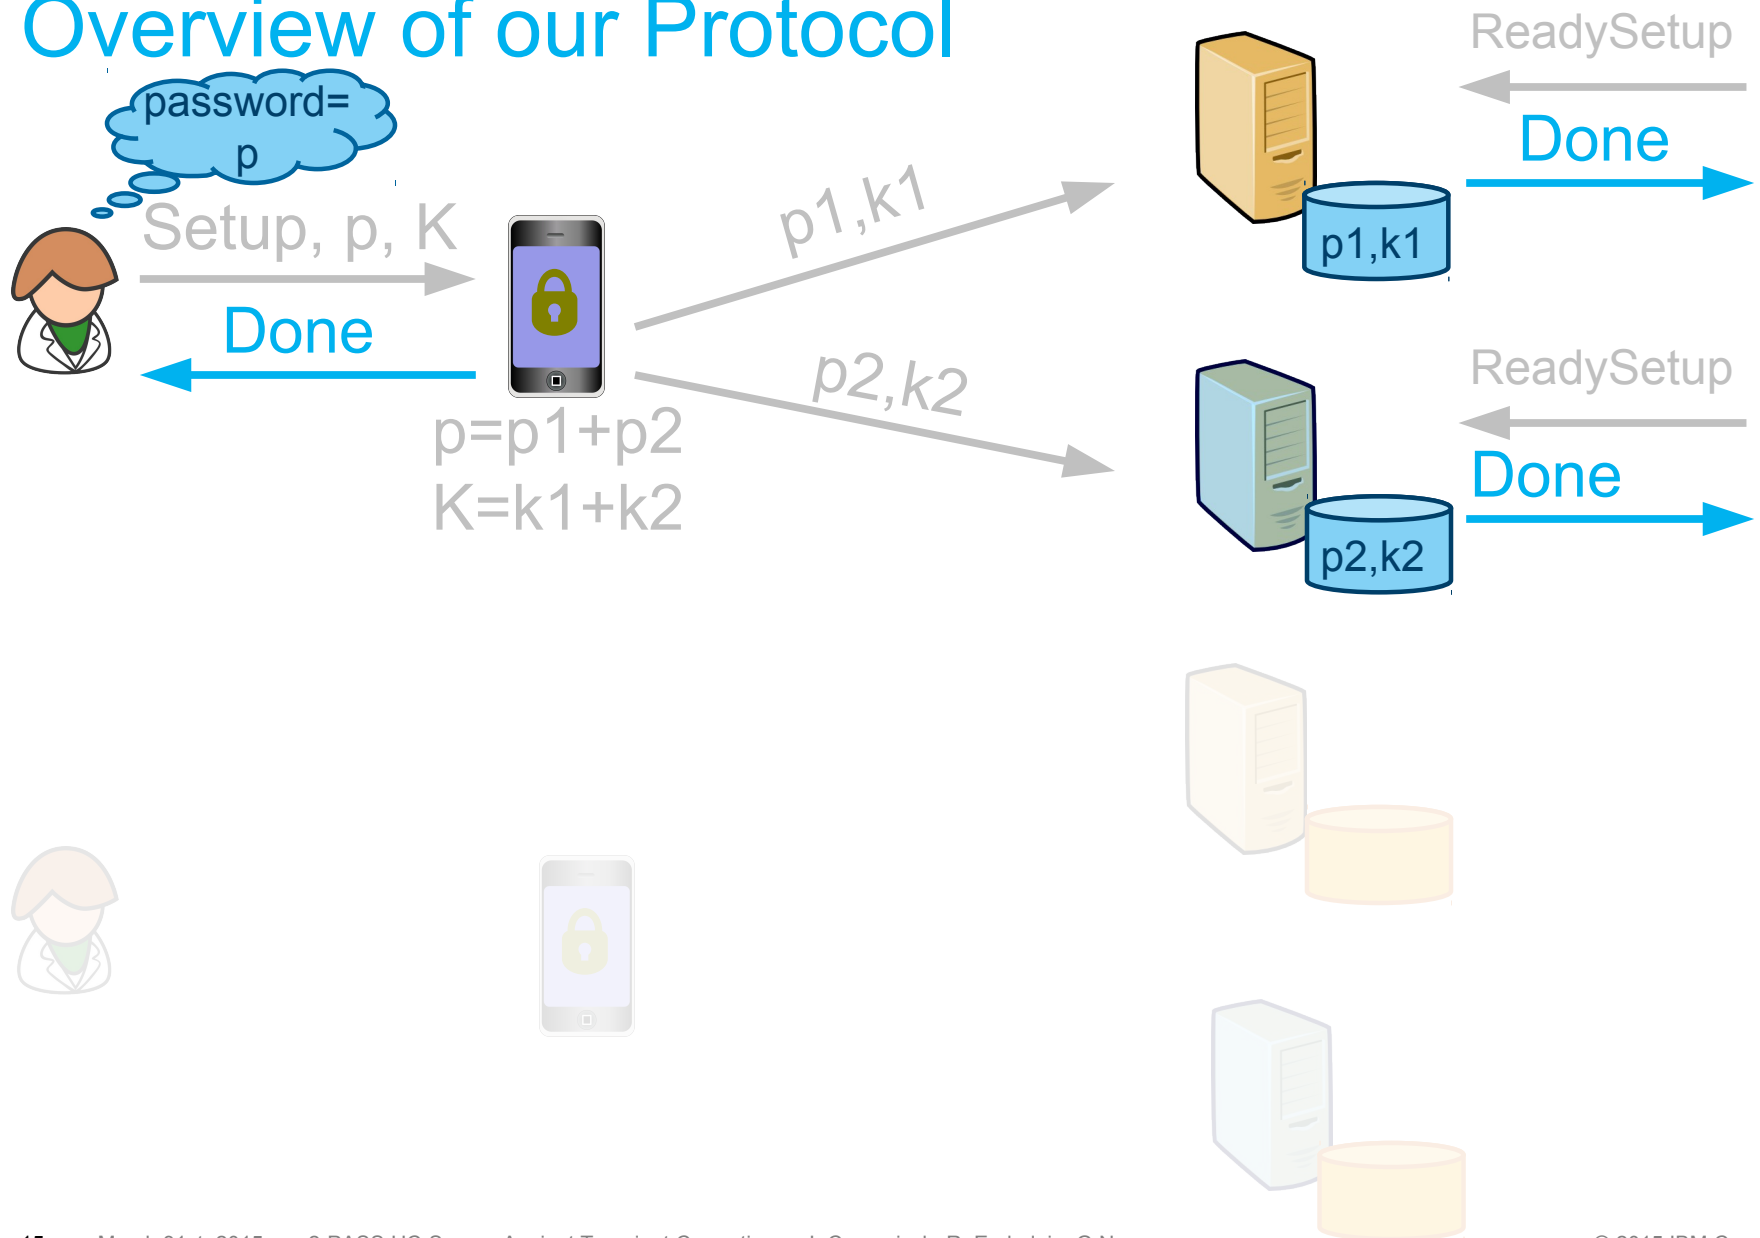 Overview of our Protocol
password=
p
Setup, p, K
Done
p=p1+p2
K=k1+k2
p1,k1
p2,k2
ReadySetup
Done
p1,k1
ReadySetup
Done
p2,k2